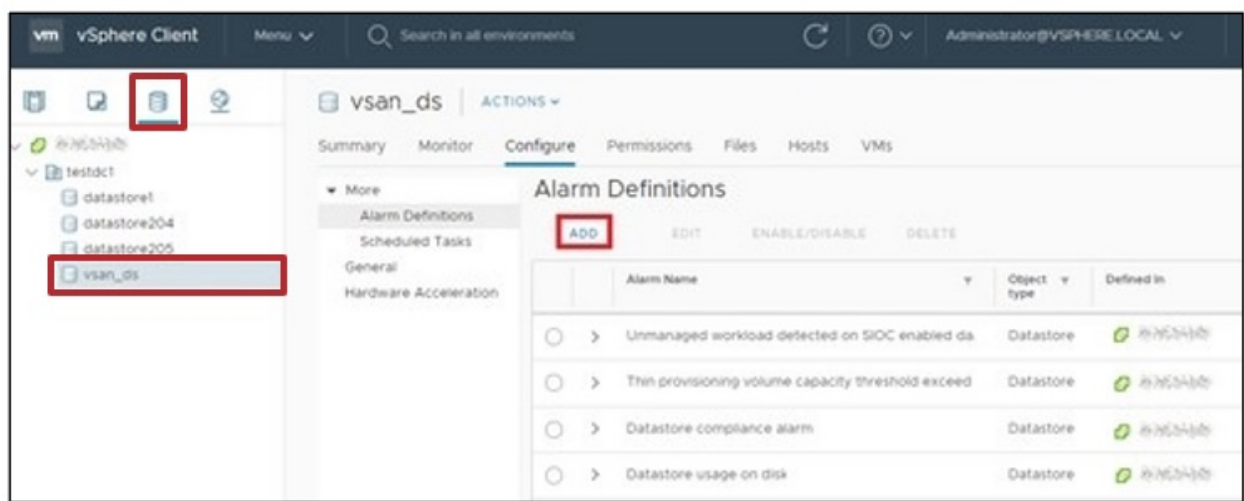 vm vSphere Client Menu Search in all environments Administrator@VSPHERE.LOCAL
vsan_ds ACTIONS
Summary Monitor Configure Permissions Files Hosts VMs
testdc1
datastore1
datastore204
datastore205
vsan_ds
More
Alarm Definitions
Scheduled Tasks
General
Hardware Acceleration
Alarm Definitions
ADD EDIT ENABLE/DISABLE DELETE
Alarm Name Object type Defined In
Unmanaged workload detected on SIOC enabled da Datastore
Thin provisioning volume capacity threshold exceed Datastore
Datastore compliance alarm Datastore
Datastore usage on disk Datastore